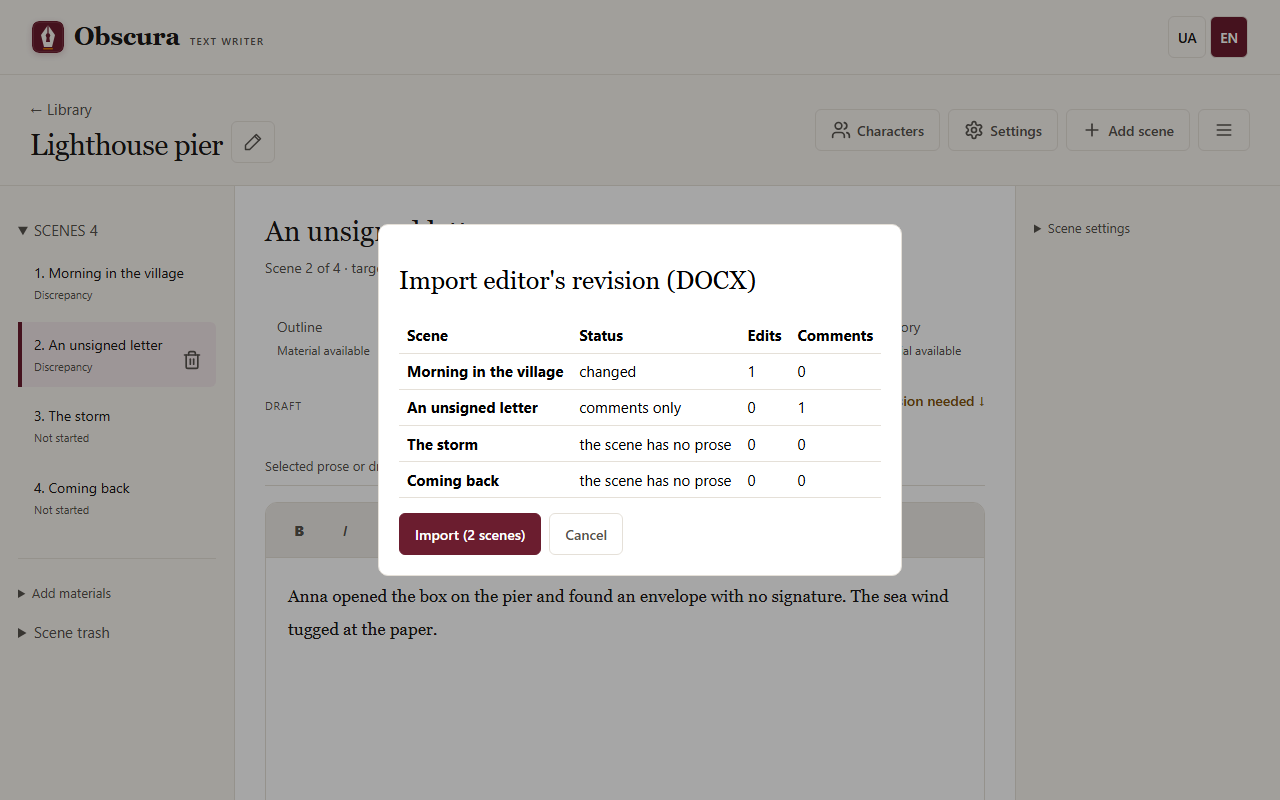 Obscura TEXT WRITER
UA EN
← Library
Lighthouse pier
Characters
Settings
Add scene
SCENES 4
1. Morning in the village
Discrepancy
2. An unsigned letter
Discrepancy
3. The storm
Not started
4. Coming back
Not started
Add materials
Scene trash
Scene 2 of 4 ·
Outline
Material available
available
DRAFT
needed ↓
Selected prose or
B I
Anna opened the box on the pier and found an envelope with no signature. The sea wind
tugged at the paper.
Scene settings
Import editor's revision (DOCX)
Scene Status Edits Comments
Morning in the village changed 1 0
An unsigned letter comments only 0 1
The storm the scene has no prose 0 0
Coming back the scene has no prose 0 0
Import (2 scenes) Cancel